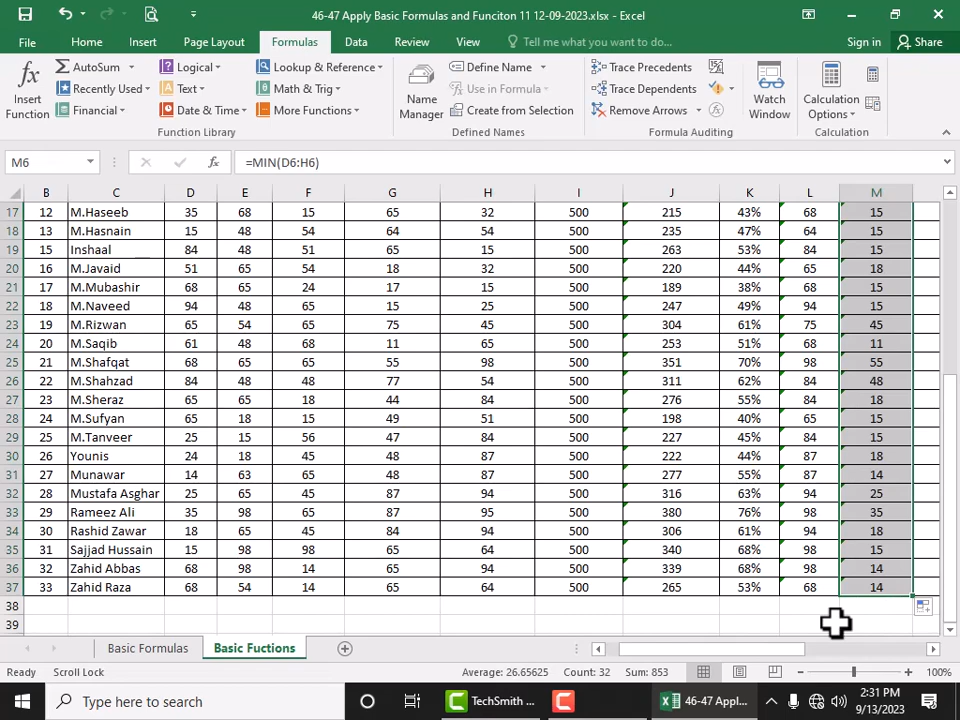 46-47 Apply Basic Formulas and Funciton 11 12-09-2023.xlsx - Excel
File Home Insert Page Layout Formulas Data Review View Tell me what you want to do... Sign in Share
fx Insert Function
AutoSum Logical Lookup & Reference
Recently Used Text Math & Trig
Financial Date & Time More Functions
Function Library
Name Manager
Define Name
Use in Formula
Create from Selection
Defined Names
Trace Precedents
Trace Dependents
Remove Arrows
Formula Auditing
Watch Window
Calculation Options
Calculation
M6 fx =MIN(D6:H6)
B C D E F G H I J K L M
17 12 M.Haseeb 35 68 15 65 32 500 215 43% 68 15
18 13 M.Hasnain 15 48 54 64 54 500 235 47% 64 15
19 15 Inshaal 84 48 51 65 15 500 263 53% 84 15
20 16 M.Javaid 51 65 54 18 32 500 220 44% 65 18
21 17 M.Mubashir 68 65 24 17 15 500 189 38% 68 15
22 18 M.Naveed 94 48 65 15 25 500 247 49% 94 15
23 19 M.Rizwan 65 54 65 75 45 500 304 61% 75 45
24 20 M.Saqib 61 48 68 11 65 500 253 51% 68 11
25 21 M.Shafqat 68 65 65 55 98 500 351 70% 98 55
26 22 M.Shahzad 84 48 48 77 54 500 311 62% 84 48
27 23 M.Sheraz 65 65 18 44 84 500 276 55% 84 18
28 24 M.Sufyan 65 18 15 49 51 500 198 40% 65 15
29 25 M.Tanveer 25 15 56 47 84 500 227 45% 84 15
30 26 Younis 24 18 45 48 87 500 222 44% 87 18
31 27 Munawar 14 63 65 48 87 500 277 55% 87 14
32 28 Mustafa Asghar 25 65 45 87 94 500 316 63% 94 25
33 29 Rameez Ali 35 98 65 87 95 500 380 76% 98 35
34 30 Rashid Zawar 18 65 45 84 94 500 306 61% 94 18
35 31 Sajjad Hussain 15 98 98 65 64 500 340 68% 98 15
36 32 Zahid Abbas 68 98 14 65 94 500 339 68% 98 14
37 33 Zahid Raza 68 54 14 65 64 500 265 53% 68 14
38
39
Basic Formulas Basic Fuctions
Ready Scroll Lock Average: 26.65625 Count: 32 Sum: 853 100%
Type here to search TechSmith ... 46-47 Appl... 2:31 PM
9/13/2023